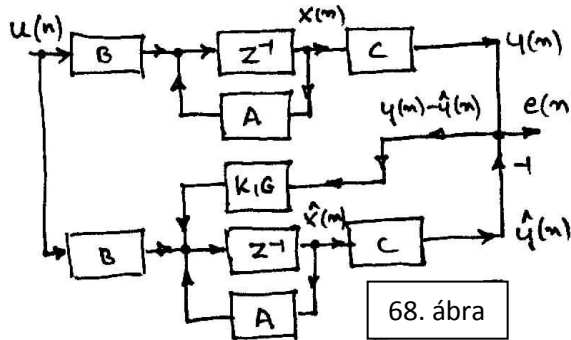 u(n)
B
z⁻¹
x(n)
C
y(n)
A
y(n)-ŷ(n)
e(n)
K,G
-1
B
z⁻¹
x̂(n)
C
ŷ(n)
A
68. ábra